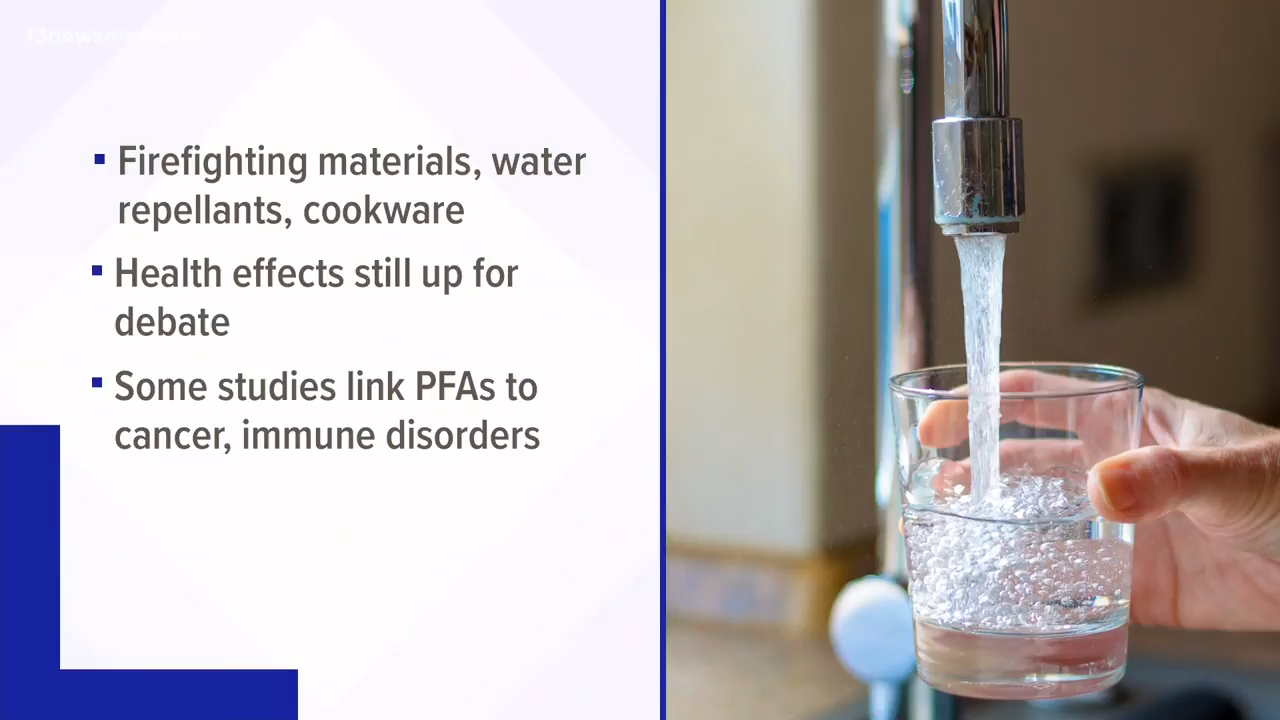 Firefighting materials, water
repellants, cookware
Health effects still up for
debate
Some studies link PFAs to
cancer, immune disorders